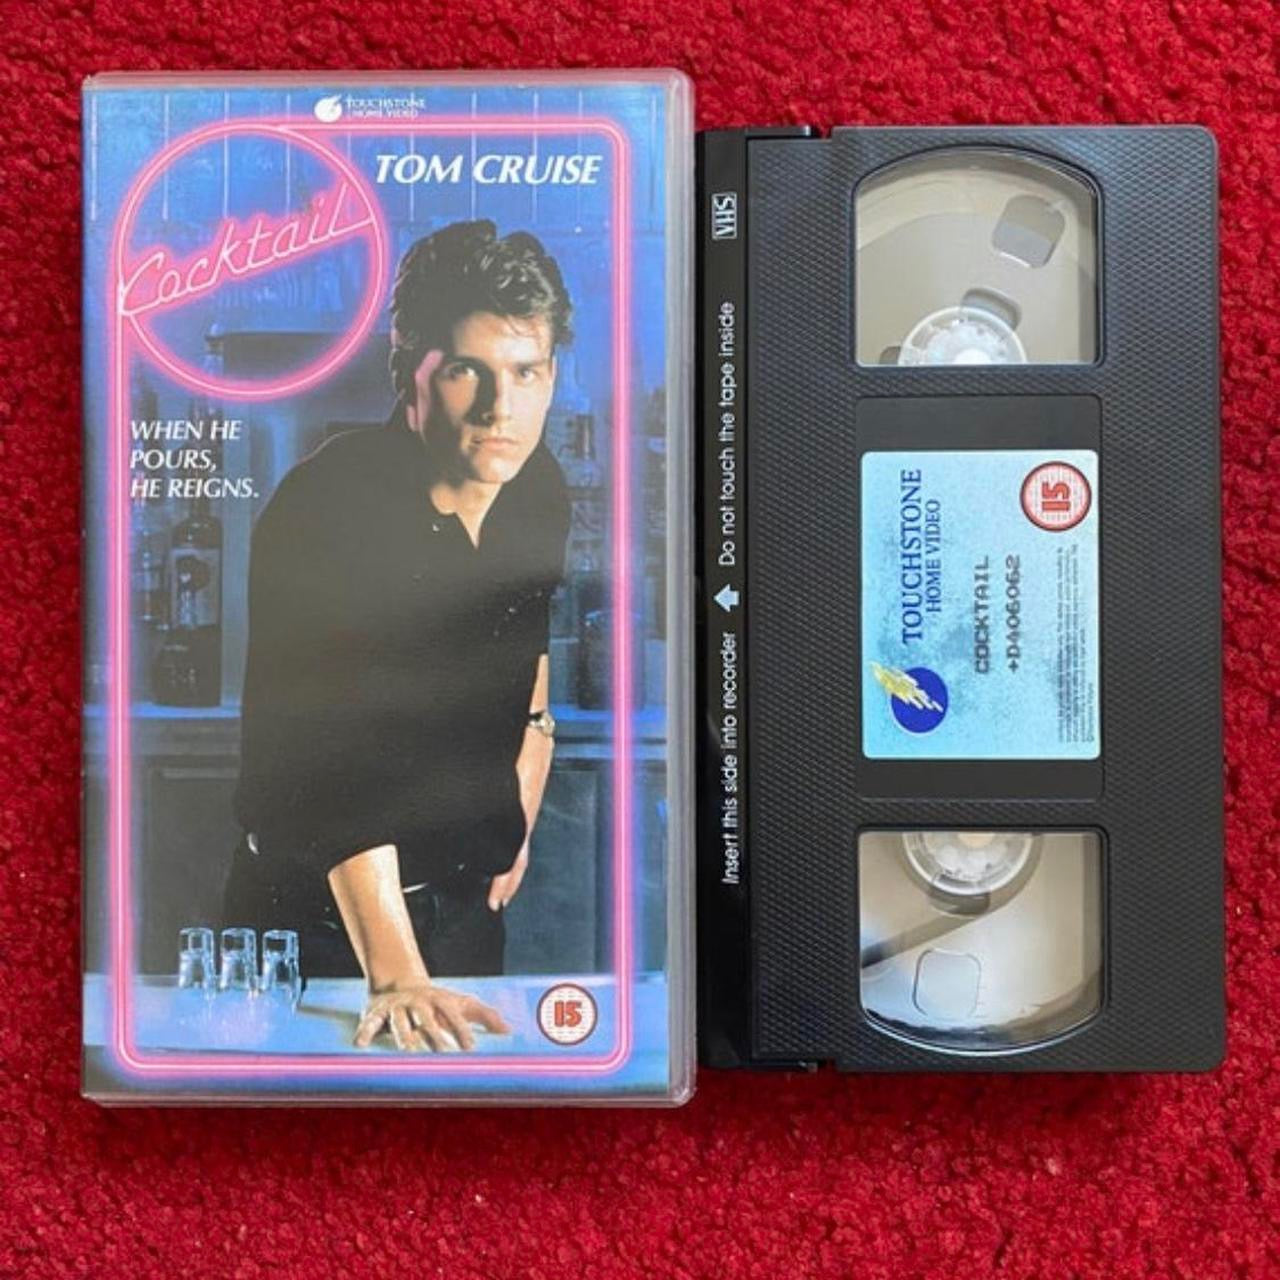 TOUCHSTONE
HOME VIDEO
TOM CRUISE
Cocktail
WHEN HE
POURS,
HE REIGNS.
15
VHS
Insert this side into recorder Do not touch the tape inside
TOUCHSTONE
HOME VIDEO
15
COCKTAIL
+D406062